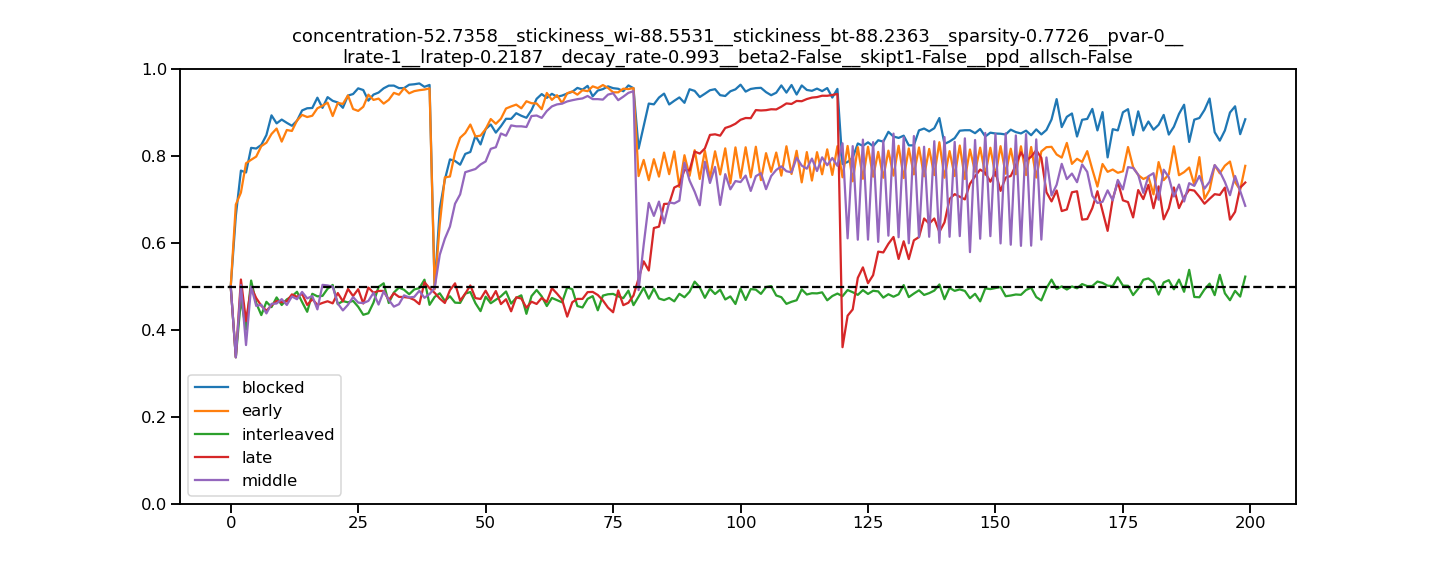 concentration-52.7358__stickiness_wi-88.5531__stickiness_bt-88.2363__sparsity-0.7726__pvar-0__
lrate-1__lratep-0.2187__decay_rate-0.993__beta2-False__skipt1-False__ppd_allsch-False
1.0
0.8
0.6
0.4
0.2
0.0
blocked
early
interleaved
late
middle
0 25 50 75 100 125 150 175 200